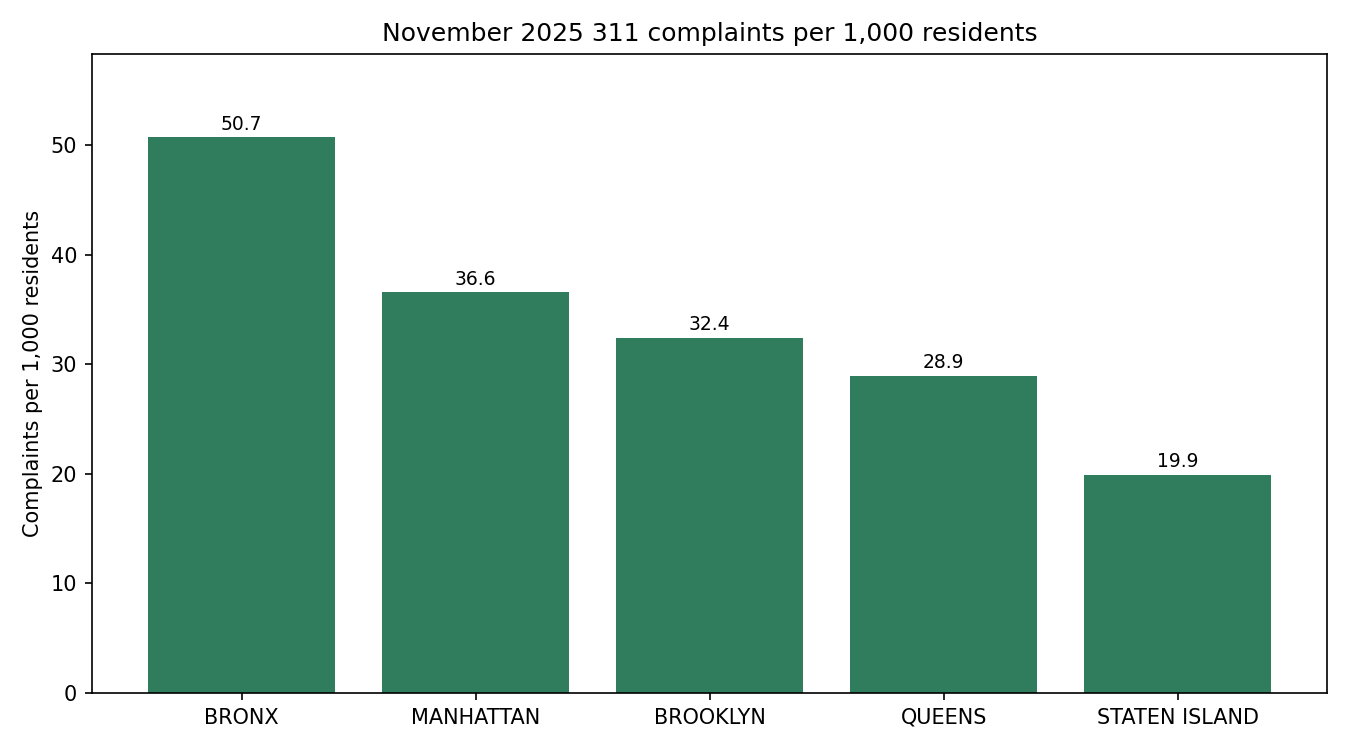 November 2025 311 complaints per 1,000 residents
Complaints per 1,000 residents
50
40
30
20
10
0
50.7
36.6
32.4
28.9
19.9
BRONX
MANHATTAN
BROOKLYN
QUEENS
STATEN ISLAND